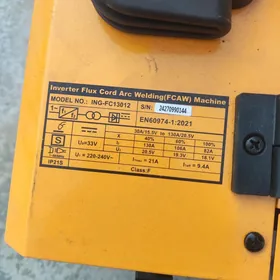 Inverter Flux Cord Arc Welding(FCAW) Machine
MODEL NO.: ING-FC13012 S/N: 24270990344
EN60974-1:2021
30A/15.5V to 130A/20.5V
X 40% 60% 100%
U₀=33V I₂ 130A 106A 82A
U₂ 20.5V 19.3V 18.1V
U₁ = 220-240V~ I₁max = 21A I₁eff = 9.4A
IP21S Class.F